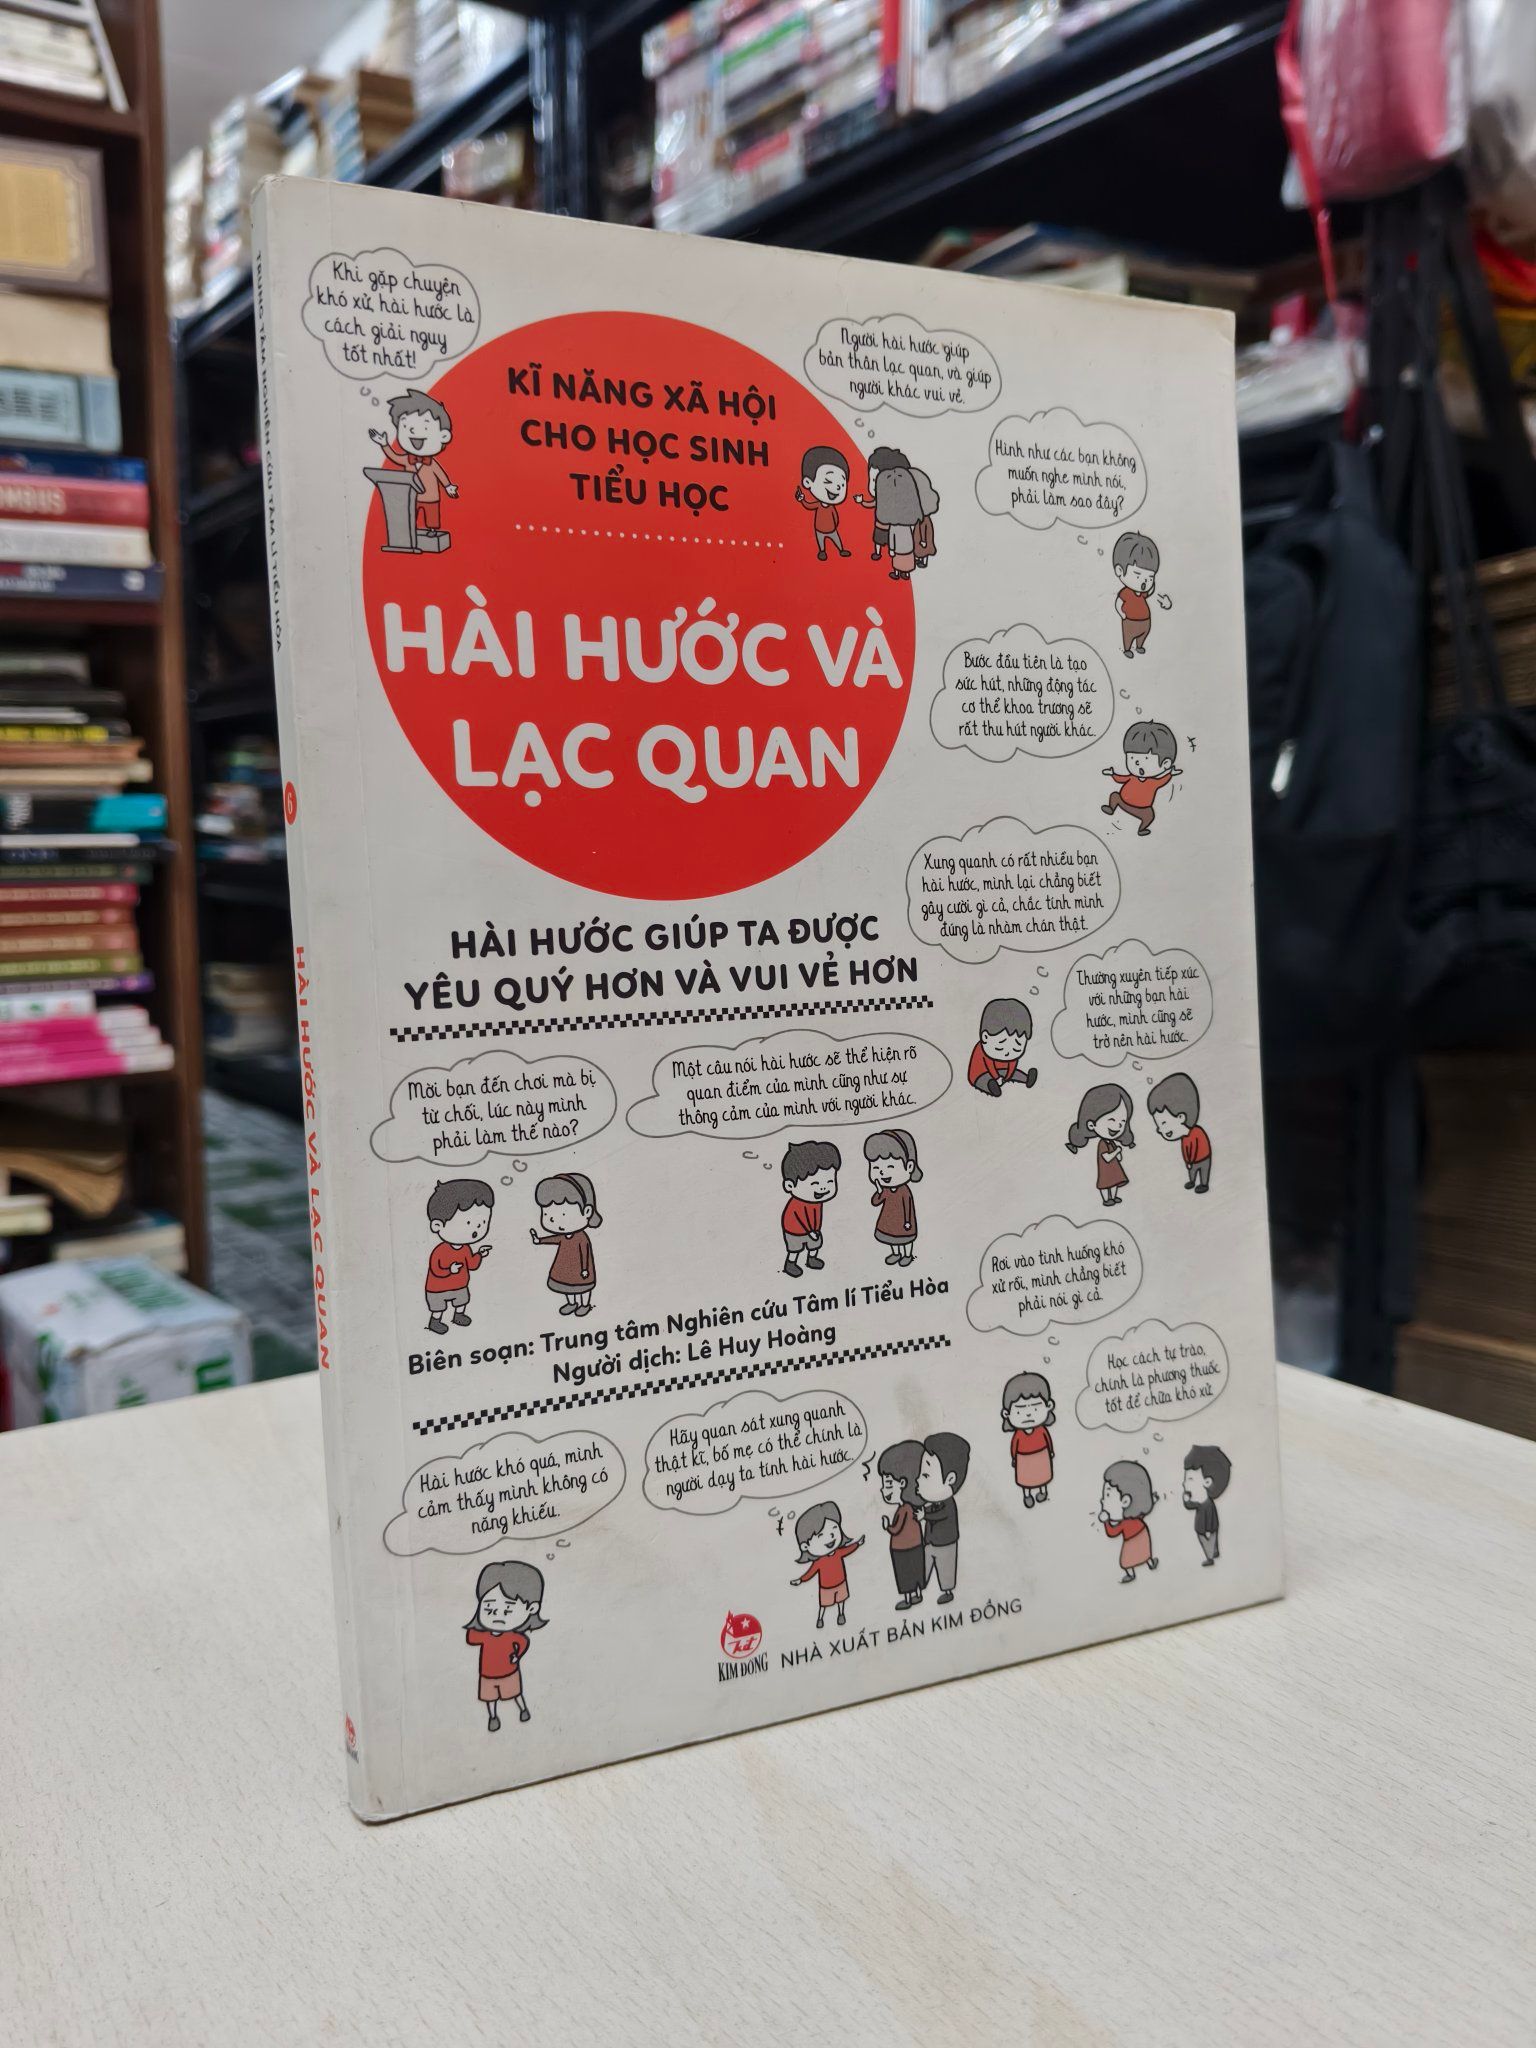 Khi gặp chuyện
khó xử, hài hước là
cách giải nguy
tốt nhất!
KĨ NĂNG XÃ HỘI
CHO HỌC SINH
TIỂU HỌC
Người hài hước giúp
bản thân lạc quan, và giúp
người khác vui vẻ.
Hình như các bạn không
muốn nghe mình nói,
phải làm sao đây?
HÀI HƯỚC VÀ
LẠC QUAN
Bước đầu tiên là tạo
sức hút, những động tác
cơ thể khoa trương sẽ
rất thu hút người khác.
Xung quanh có rất nhiều bạn
hài hước, mình lại chẳng biết
gây cười gì cả, chắc tính mình
đúng là nhàm chán thật.
HÀI HƯỚC GIÚP TA ĐƯỢC
YÊU QUÝ HƠN VÀ VUI VẺ HƠN
Thường xuyên tiếp xúc
với những bạn hài
hước, mình cũng sẽ
trở nên hài hước.
Mời bạn đến chơi mà bị
từ chối, lúc này mình
phải làm thế nào?
Một câu nói hài hước sẽ thể hiện rõ
quan điểm của mình cũng như sự
thông cảm của mình với người khác.
Rơi vào tình huống khó
xử rồi, mình chẳng biết
phải nói gì cả.
Biên soạn: Trung tâm Nghiên cứu Tâm lí Tiểu Hòa
Người dịch: Lê Huy Hoàng
Học cách tự trào,
chính là phương thuốc
tốt để chữa khó xử.
Hài hước khó quá, mình
cảm thấy mình không có
năng khiếu.
Hãy quan sát xung quanh
thật kĩ, bố mẹ có thể chính là
người dạy ta tính hài hước.
kđ
KIM ĐỒNG
NHÀ XUẤT BẢN KIM ĐỒNG
TRUNG TÂM NGHIÊN CỨU TÂM LÍ TIỂU HÒA
6
HÀI HƯỚC VÀ LẠC QUAN